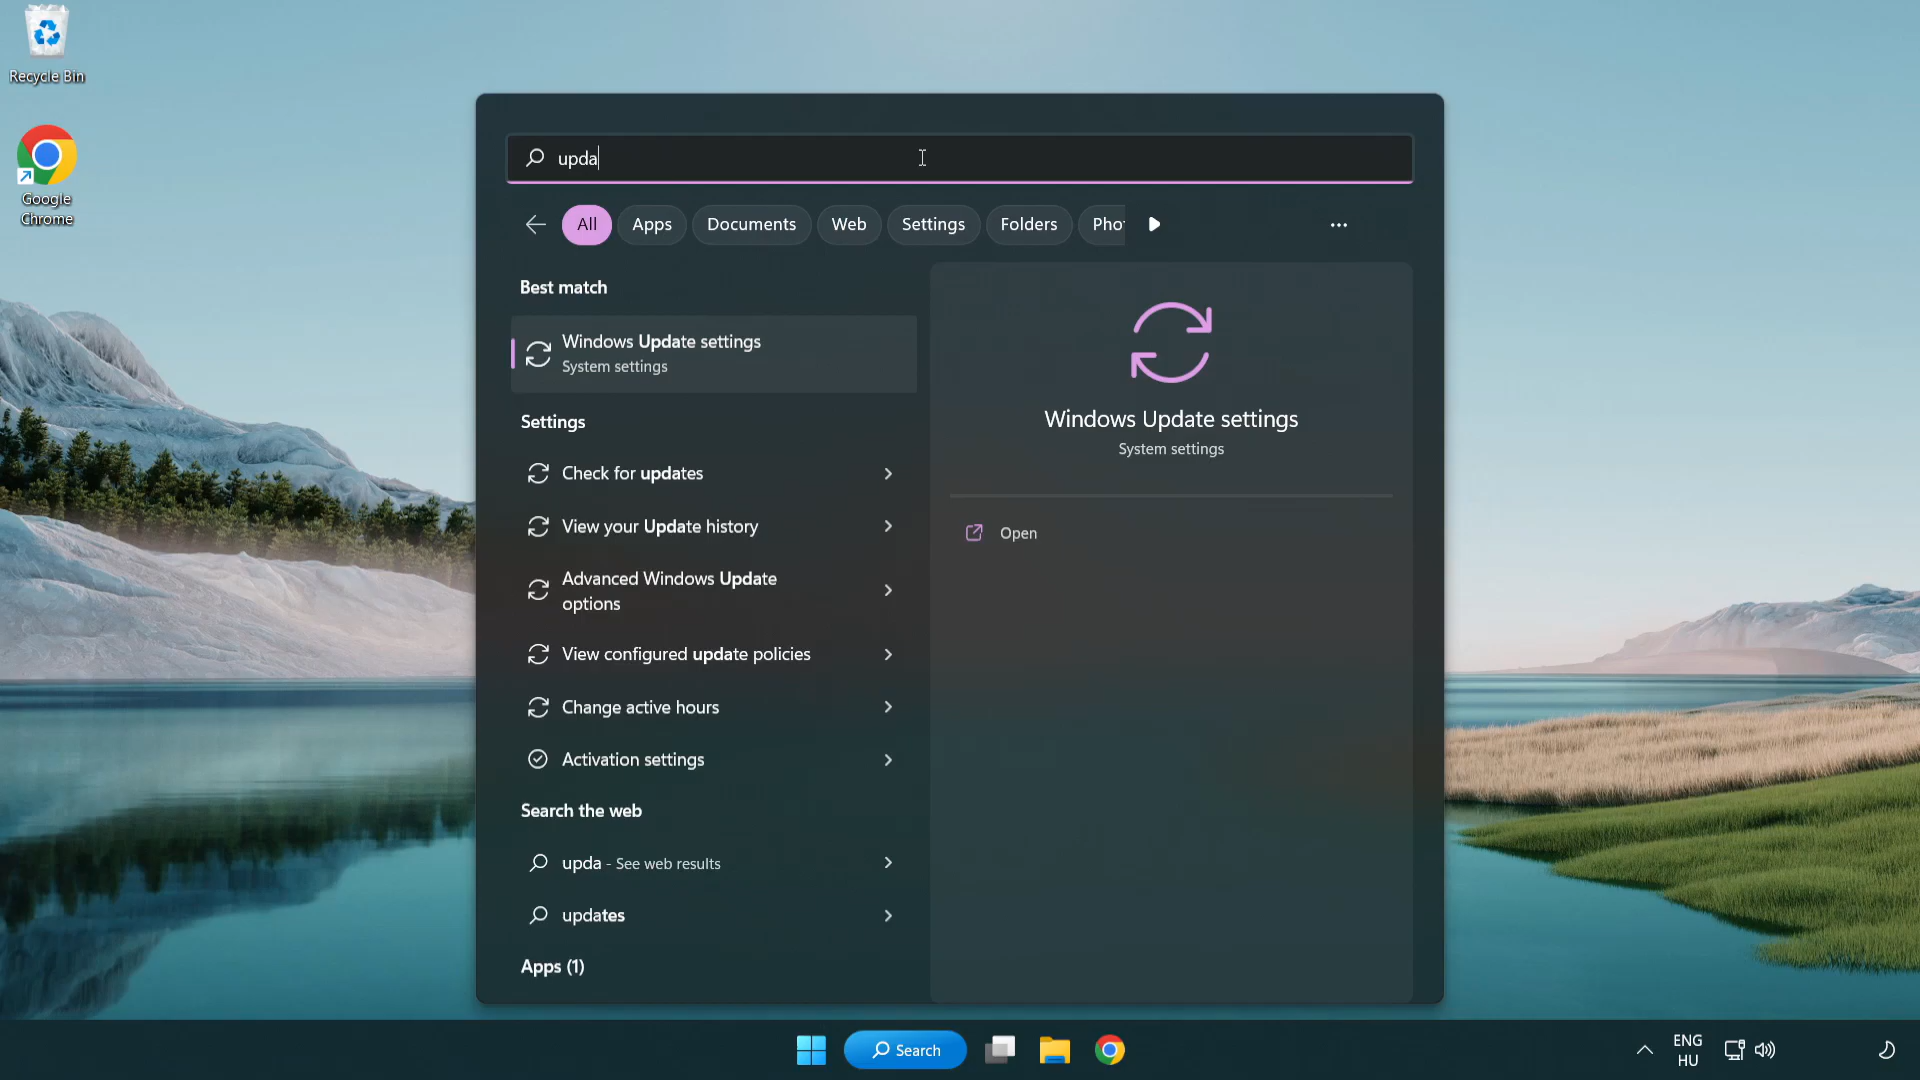 Recycle Bin
Google
Chrome
upda
All
Apps
Documents
Web
Settings
Folders
Phot
Best match
Windows Update settings
System settings
Settings
Check for updates
View your Update history
Advanced Windows Update
options
View configured update policies
Change active hours
Activation settings
Search the web
upda - See web results
updates
Apps (1)
Windows Update settings
System settings
Open
Search
ENG
HU